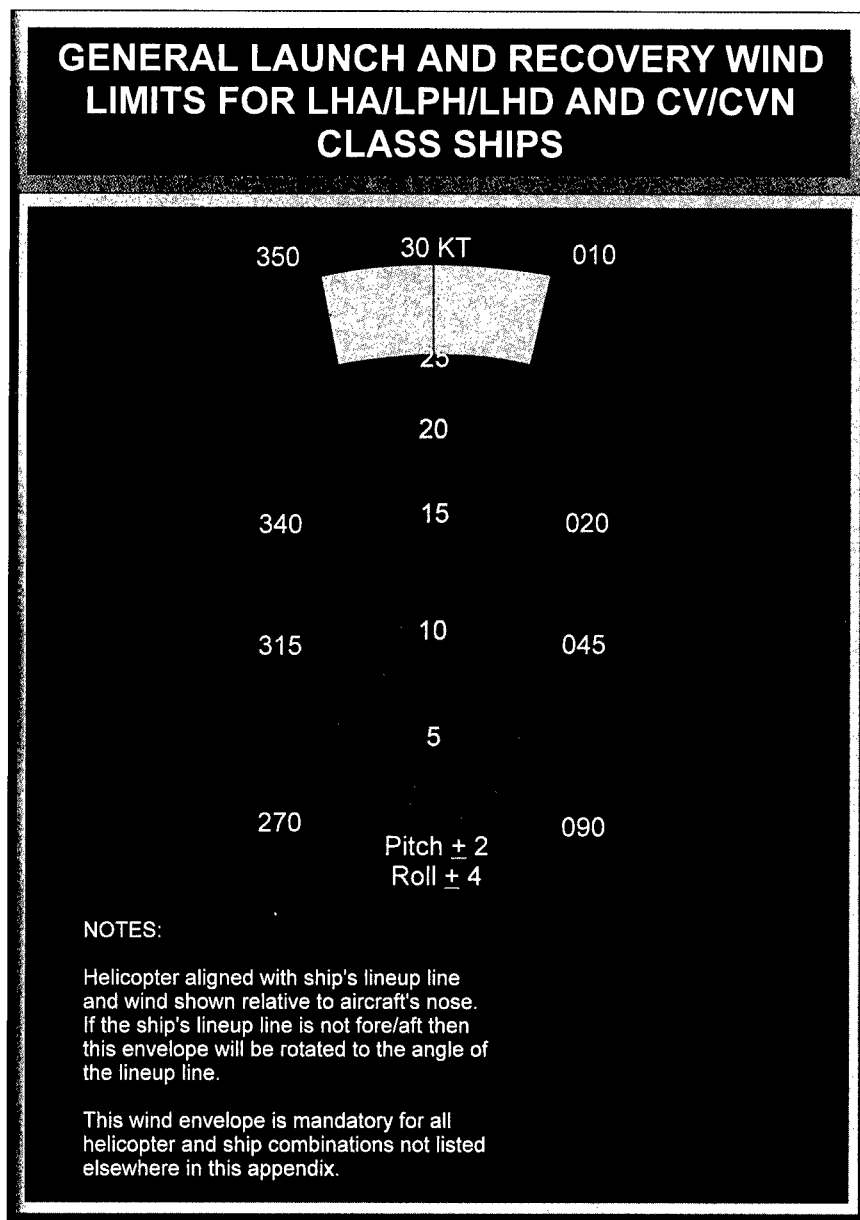 GENERAL LAUNCH AND RECOVERY WIND
LIMITS FOR LHA/LPH/LHD AND CV/CVN
CLASS SHIPS
350 30 KT 010
25
20
340 15 020
315 10 045
5
270 090
Pitch ± 2
Roll ± 4
NOTES:
Helicopter aligned with ship's lineup line
and wind shown relative to aircraft's nose.
If the ship's lineup line is not fore/aft then
this envelope will be rotated to the angle of
the lineup line.
This wind envelope is mandatory for all
helicopter and ship combinations not listed
elsewhere in this appendix.